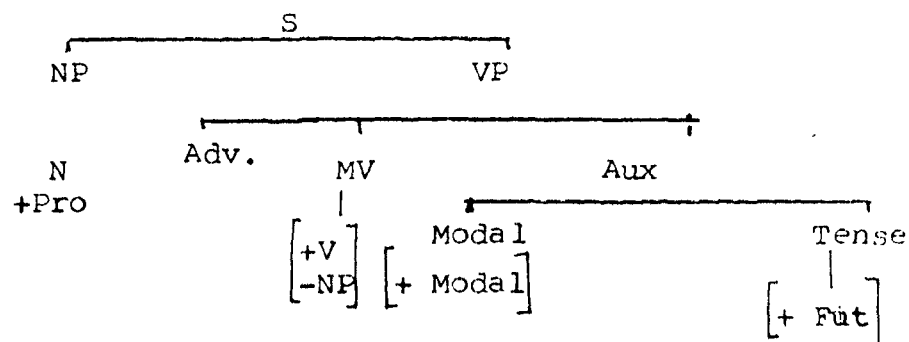 S
NP VP
Adv. MV Aux
N
+Pro
Modal Tense
[+V
-NP] [+ Modal]
[+ Fut]